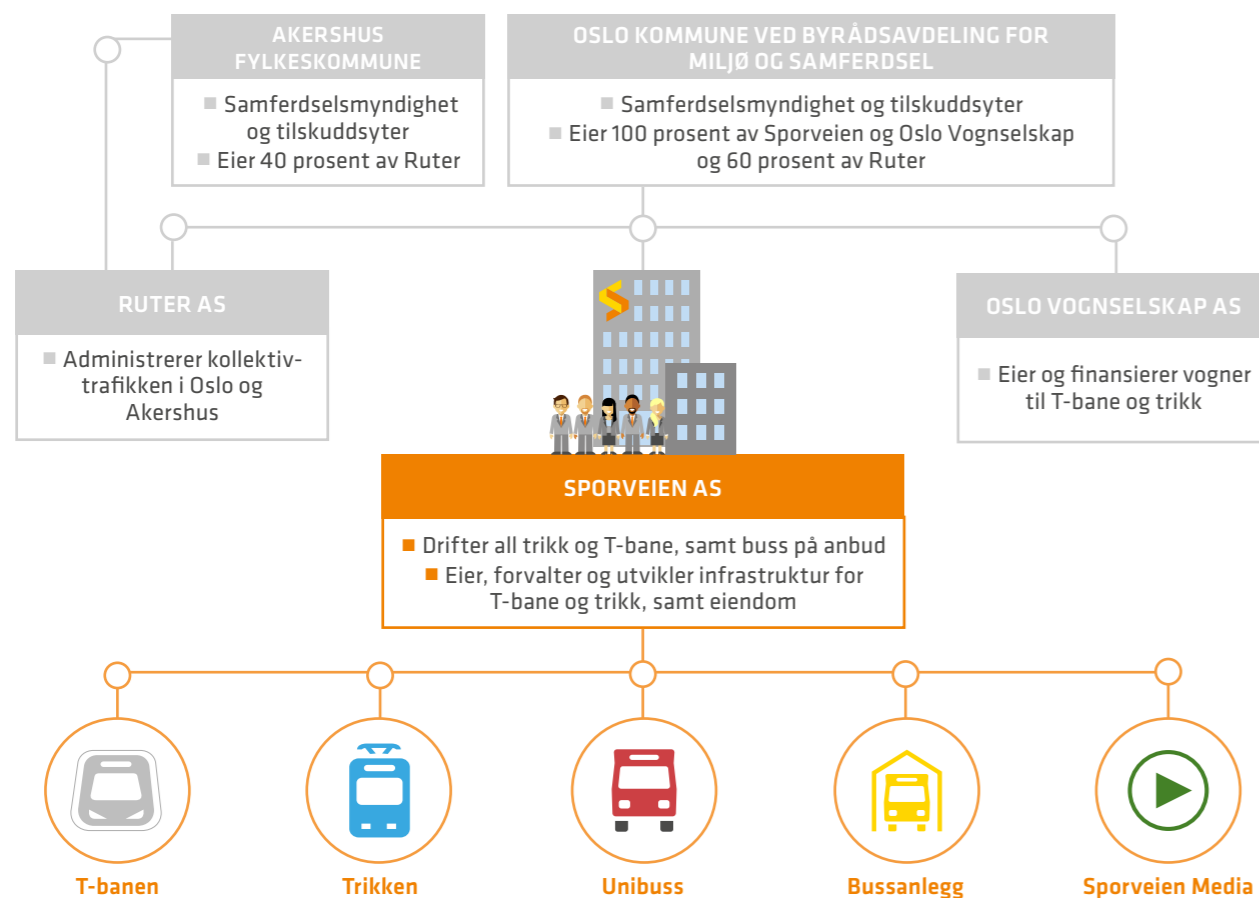 AKERSHUS
FYLKESKOMMUNE
Samferdselsmyndighet
og tilskuddsyter
Eier 40 prosent av Ruter
OSLO KOMMUNE VED BYRÅDSAVDELING FOR
MILJØ OG SAMFERDSEL
Samferdselsmyndighet og tilskuddsyter
Eier 100 prosent av Sporveien og Oslo Vognselskap
og 60 prosent av Ruter
RUTER AS
Administrerer kollektiv-
trafikken i Oslo og
Akershus
OSLO VOGNSELSKAP AS
Eier og finansierer vogner
til T-bane og trikk
SPORVEIEN AS
Drifter all trikk og T-bane, samt buss på anbud
Eier, forvalter og utvikler infrastruktur for
T-bane og trikk, samt eiendom
T-banen
Trikken
Unibuss
Bussanlegg
Sporveien Media